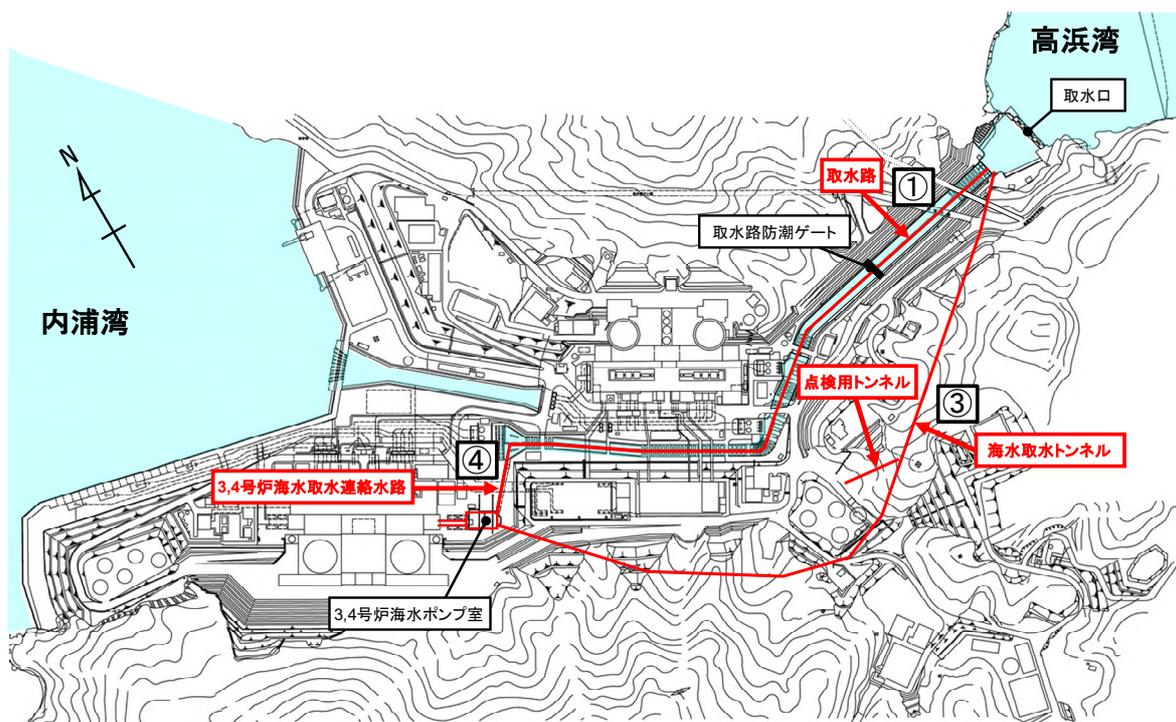 高浜湾
取水口
N
取水路
①
取水路防潮ゲート
内浦湾
点検用トンネル
③
海水取水トンネル
④
3,4号炉海水取水連絡水路
3,4号炉海水ポンプ室